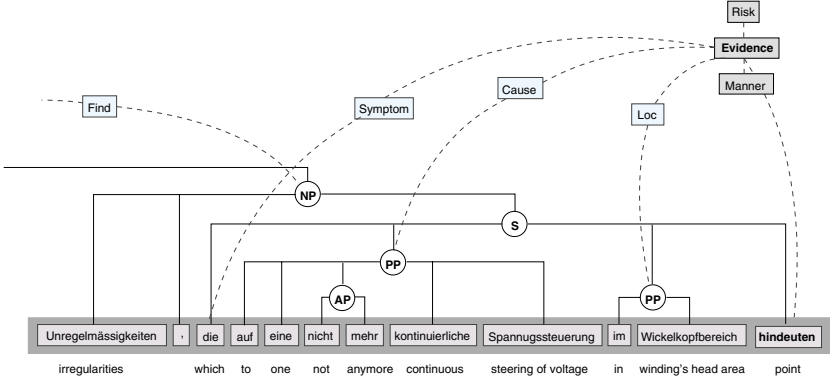 Risk
Evidence
Manner
Find
Symptom
Cause
Loc
NP
S
PP
AP
PP
Unregelmässigkeiten , die auf eine nicht mehr kontinuierliche Spannugssteuerung im Wickelkopfbereich hindeuten
irregularities which to one not anymore continuous steering of voltage in winding's head area point